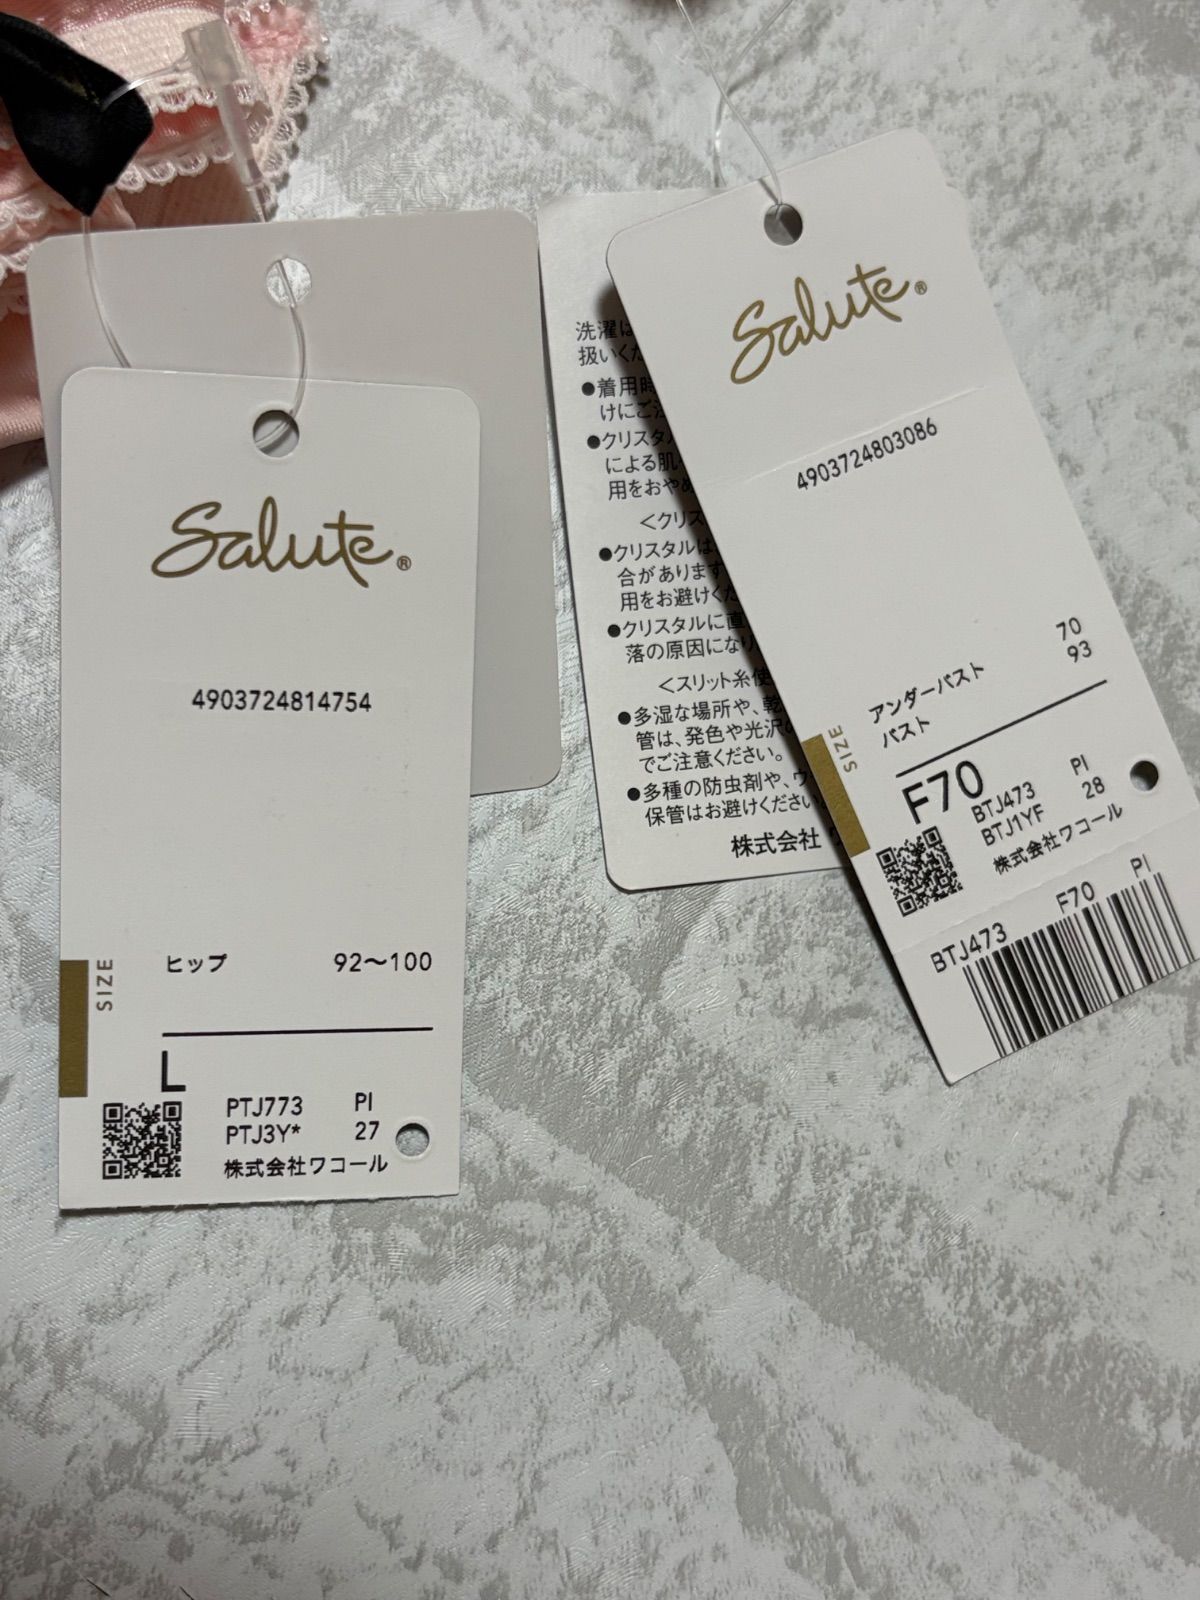 Salute®
4903724814754
SIZE
ヒップ 92～100
L
PTJ773 PI
PTJ3Y* 27
株式会社ワコール
洗濯は
扱いくだ
●着用時
けにご注
●クリスタル
による肌
用をおやめ
＜クリス
●クリスタルは
合があります
用をお避けくだ
●クリスタルに直
落の原因になり
＜スリット糸使
●多湿な場所や、乾
管は、発色や光沢
でご注意ください。
●多種の防虫剤や、ウ
保管はお避けください
株式会社 ワ
Salute®
4903724803086
SIZE
アンダーバスト 70
バスト 93
F70
BTJ473 PI
BTJ1YF 28
株式会社ワコール
BTJ473 F70 PI